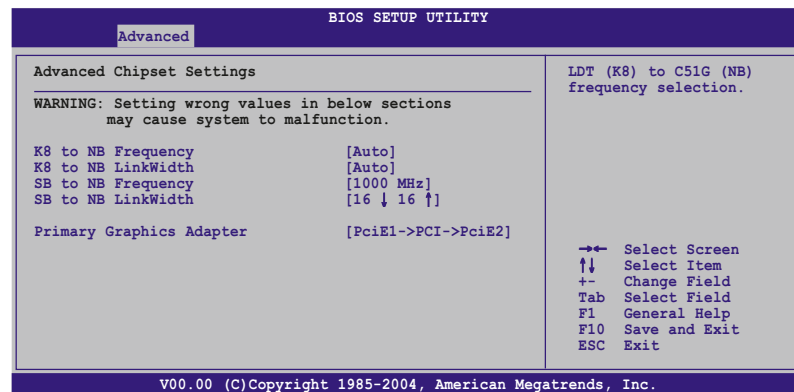 BIOS SETUP UTILITY
Advanced
Advanced Chipset Settings
WARNING: Setting wrong values in below sections
may cause system to malfunction.
K8 to NB Frequency [Auto]
K8 to NB LinkWidth [Auto]
SB to NB Frequency [1000 MHz]
SB to NB LinkWidth [16 ↓ 16 ↑]
Primary Graphics Adapter [PciE1->PCI->PciE2]
LDT (K8) to C51G (NB)
frequency selection.
→← Select Screen
↑↓ Select Item
+- Change Field
Tab Select Field
F1 General Help
F10 Save and Exit
ESC Exit
V00.00 (C)Copyright 1985-2004, American Megatrends, Inc.